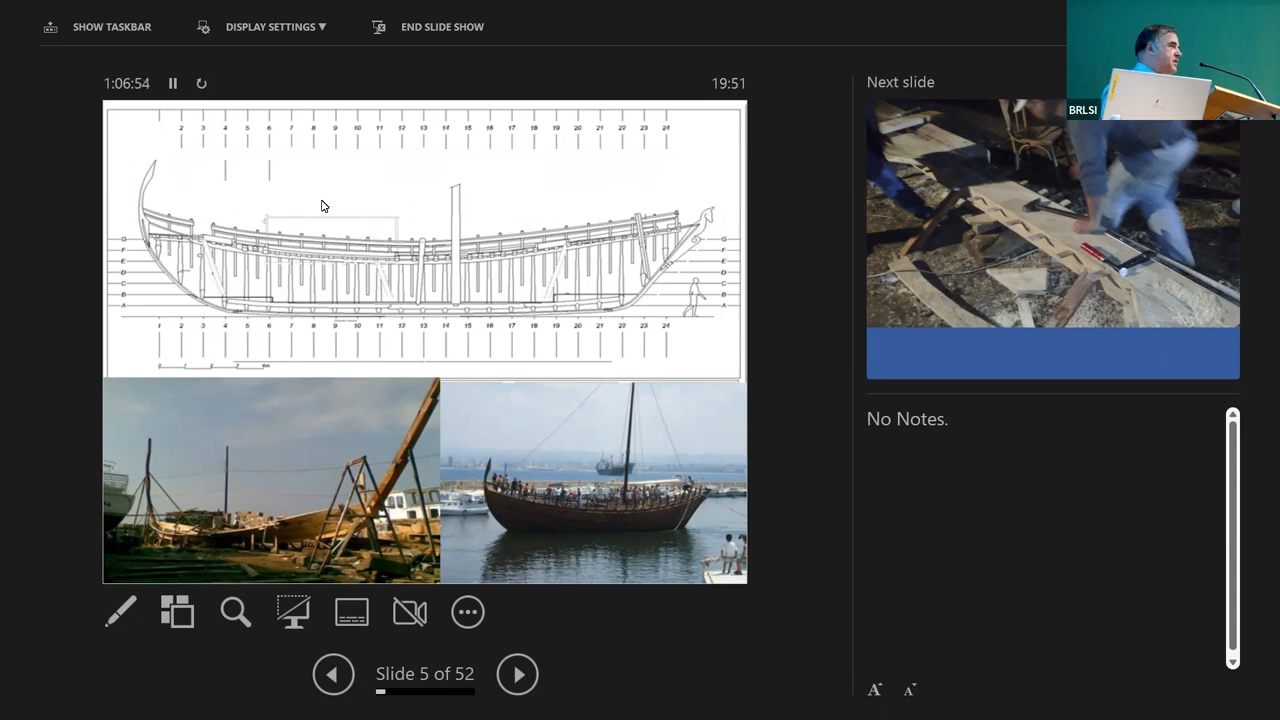 SHOW TASKBAR
DISPLAY SETTINGS ▼
END SLIDE SHOW
1:06:54
19:51
Next slide
BRLSI
2 3 4 5 6 7 8 9 10 11 12 13 14 15 16 17 18 19 20 21 22 23 24
G G
F F
E E
D D
C C
B B
A A
1 2 3 4 5 6 7 8 9 10 11 12 13 14 15 16 17 18 19 20 21 22 23 24
No Notes.
Slide 5 of 52
A A